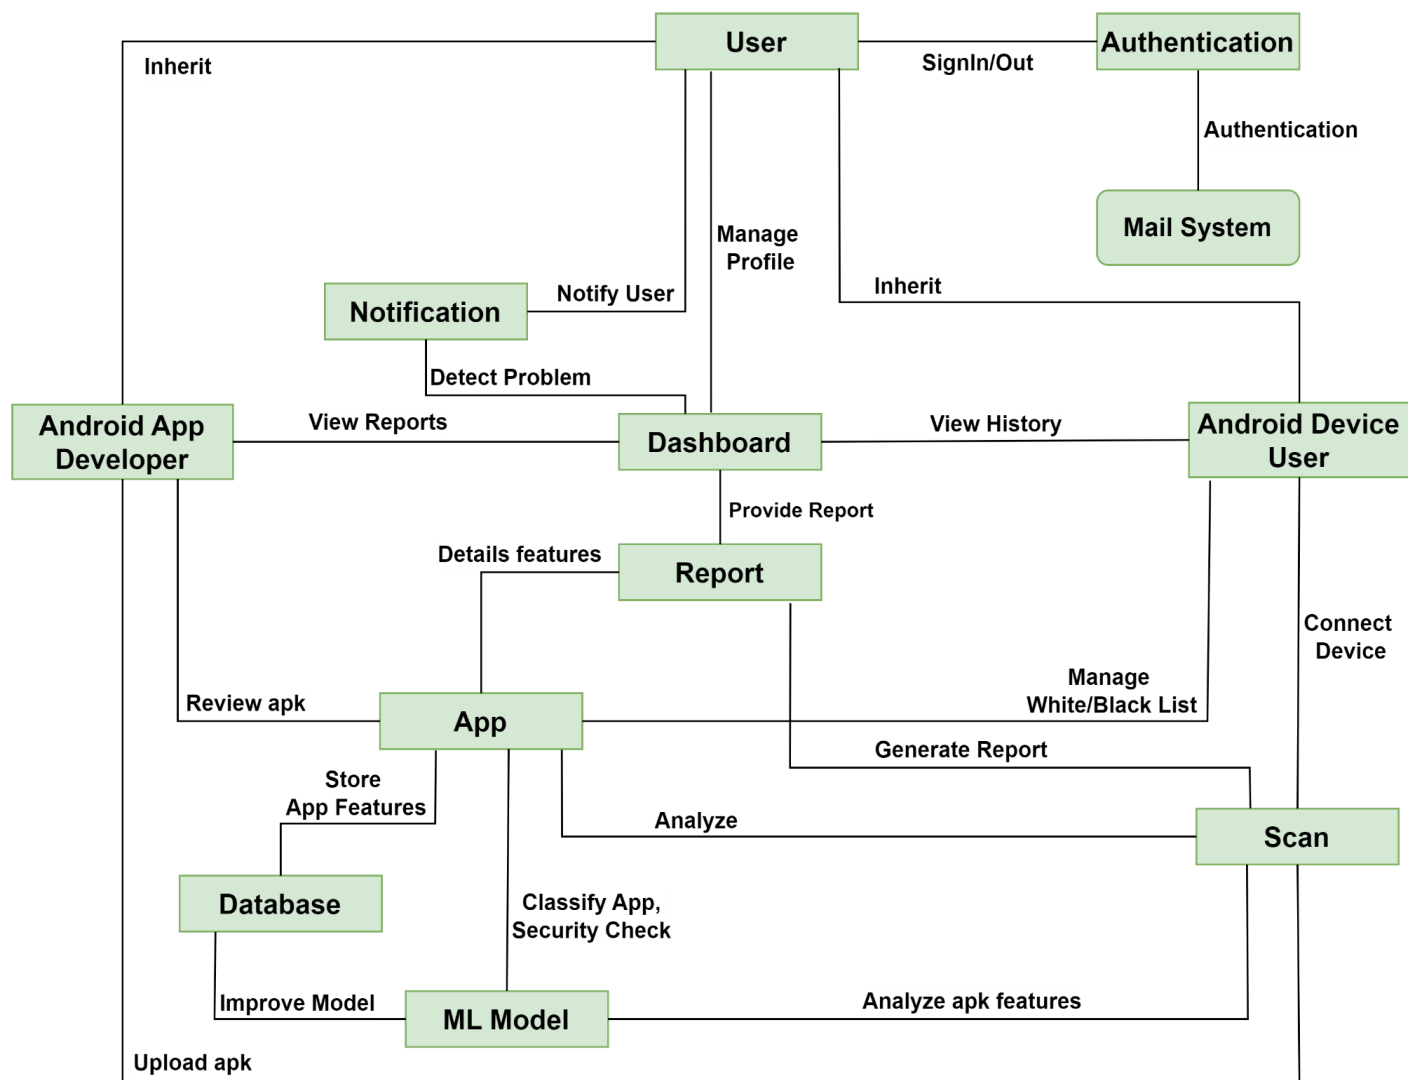 User
Authentication
Inherit
SignIn/Out
Authentication
Mail System
Manage
Profile
Inherit
Notify User
Notification
Detect Problem
Android App
Developer
View Reports
Dashboard
View History
Android Device
User
Provide Report
Details features
Report
Connect
Device
Manage
White/Black List
Review apk
App
Generate Report
Store
App Features
Analyze
Scan
Database
Classify App,
Security Check
Improve Model
ML Model
Analyze apk features
Upload apk